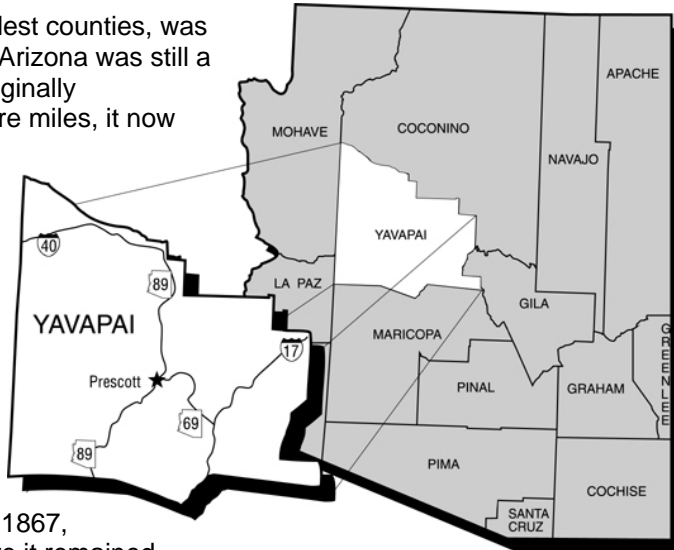 dest counties, was
Arizona was still a
ginally
re miles, it now
APACHE
MOHAVE
COCONINO
NAVAJO
YAVAPAI
40
89
LA PAZ
GILA
YAVAPAI
MARICOPA
17
GREENLEE
Prescott
PINAL
GRAHAM
69
89
PIMA
COCHISE
SANTA
CRUZ
1867,
e it remained